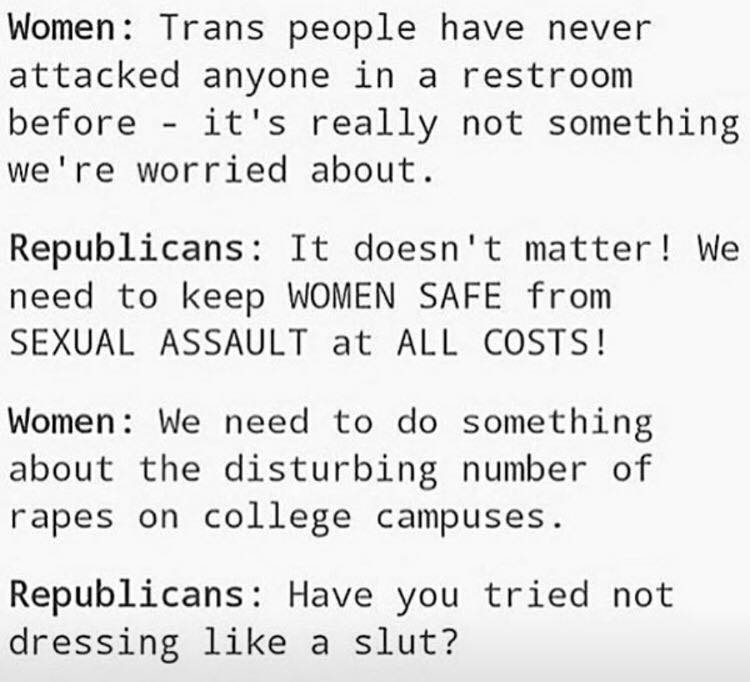 Women: Trans people have never
attacked anyone in a restroom
before - it's really not something
we're worried about.
Republicans: It doesn't matter! We
need to keep WOMEN SAFE from
SEXUAL ASSAULT at ALL COSTS!
Women: We need to do something
about the disturbing number of
rapes on college campuses.
Republicans: Have you tried not
dressing like a slut?